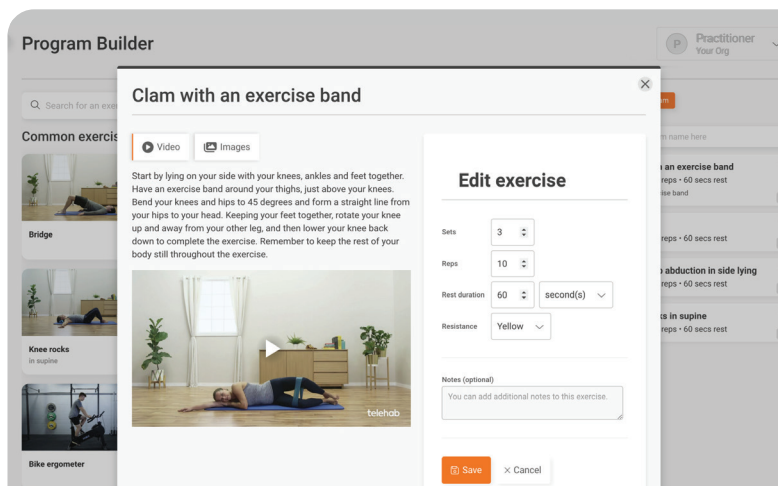 Program Builder
P
Practitioner
Your Org
Search for an exer
Common exercis
Bridge
Knee rocks
in supine
Bike ergometer
Clam with an exercise band
Video
Images
Start by lying on your side with your knees, ankles and feet together.
Have an exercise band around your thighs, just above your knees.
Bend your knees and hips to 45 degrees and form a straight line from
your hips to your head. Keeping your feet together, rotate your knee
up and away from your other leg, and then lower your knee back
down to complete the exercise. Remember to keep the rest of your
body still throughout the exercise.
telehab
Edit exercise
Sets 3
Reps 10
Rest duration 60 second(s)
Resistance Yellow
Notes (optional)
You can add additional notes to this exercise.
Save
Cancel
name here
an exercise band
reps • 60 secs rest
reps • 60 secs rest
abduction in side lying
reps • 60 secs rest
in supine
reps • 60 secs rest